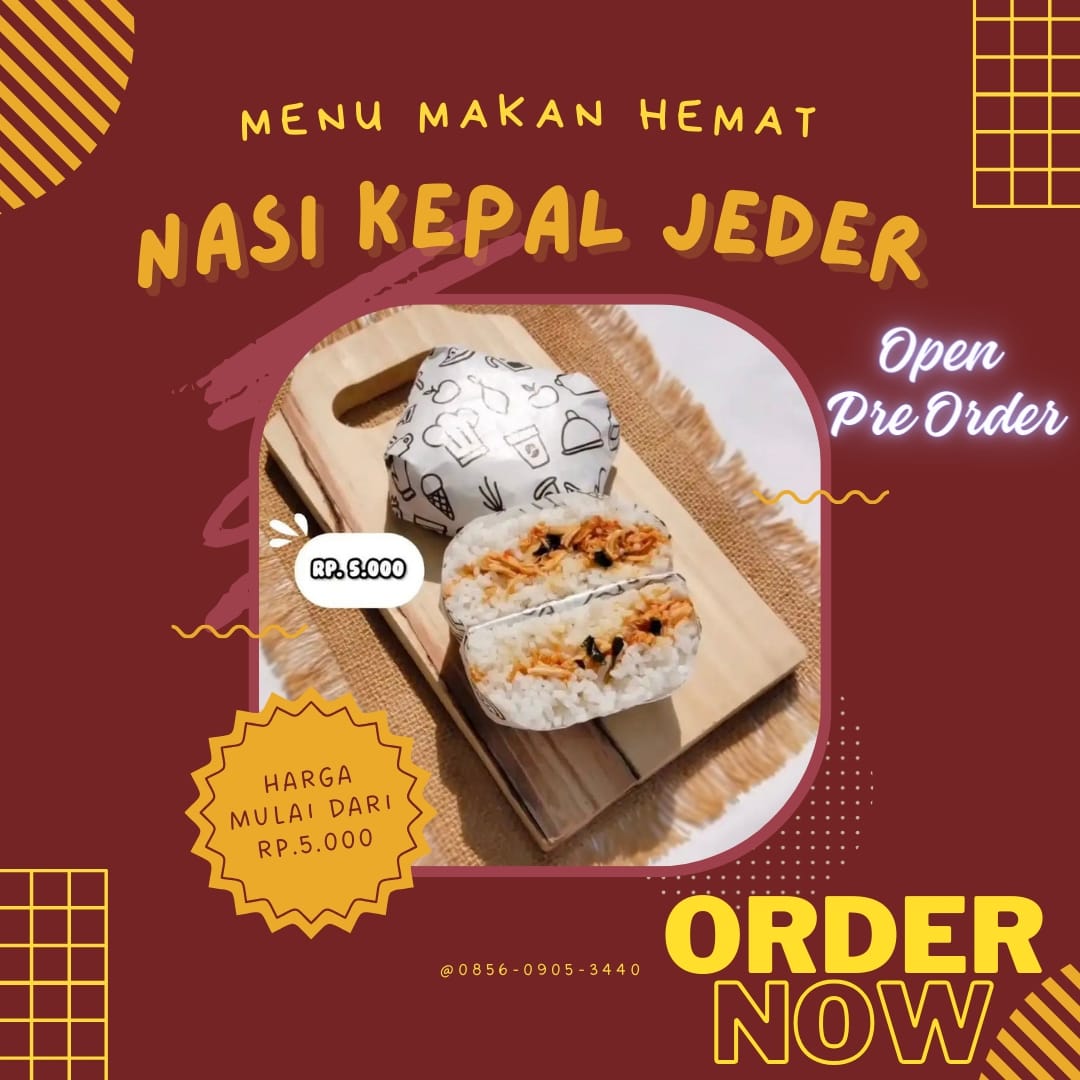 MENU MAKAN HEMAT
NASI KEPAL JEDER
Open
Pre Order
RP. 5.000
HARGA
MULAI DARI
RP.5.000
@0856-0905-3440
ORDER
NOW